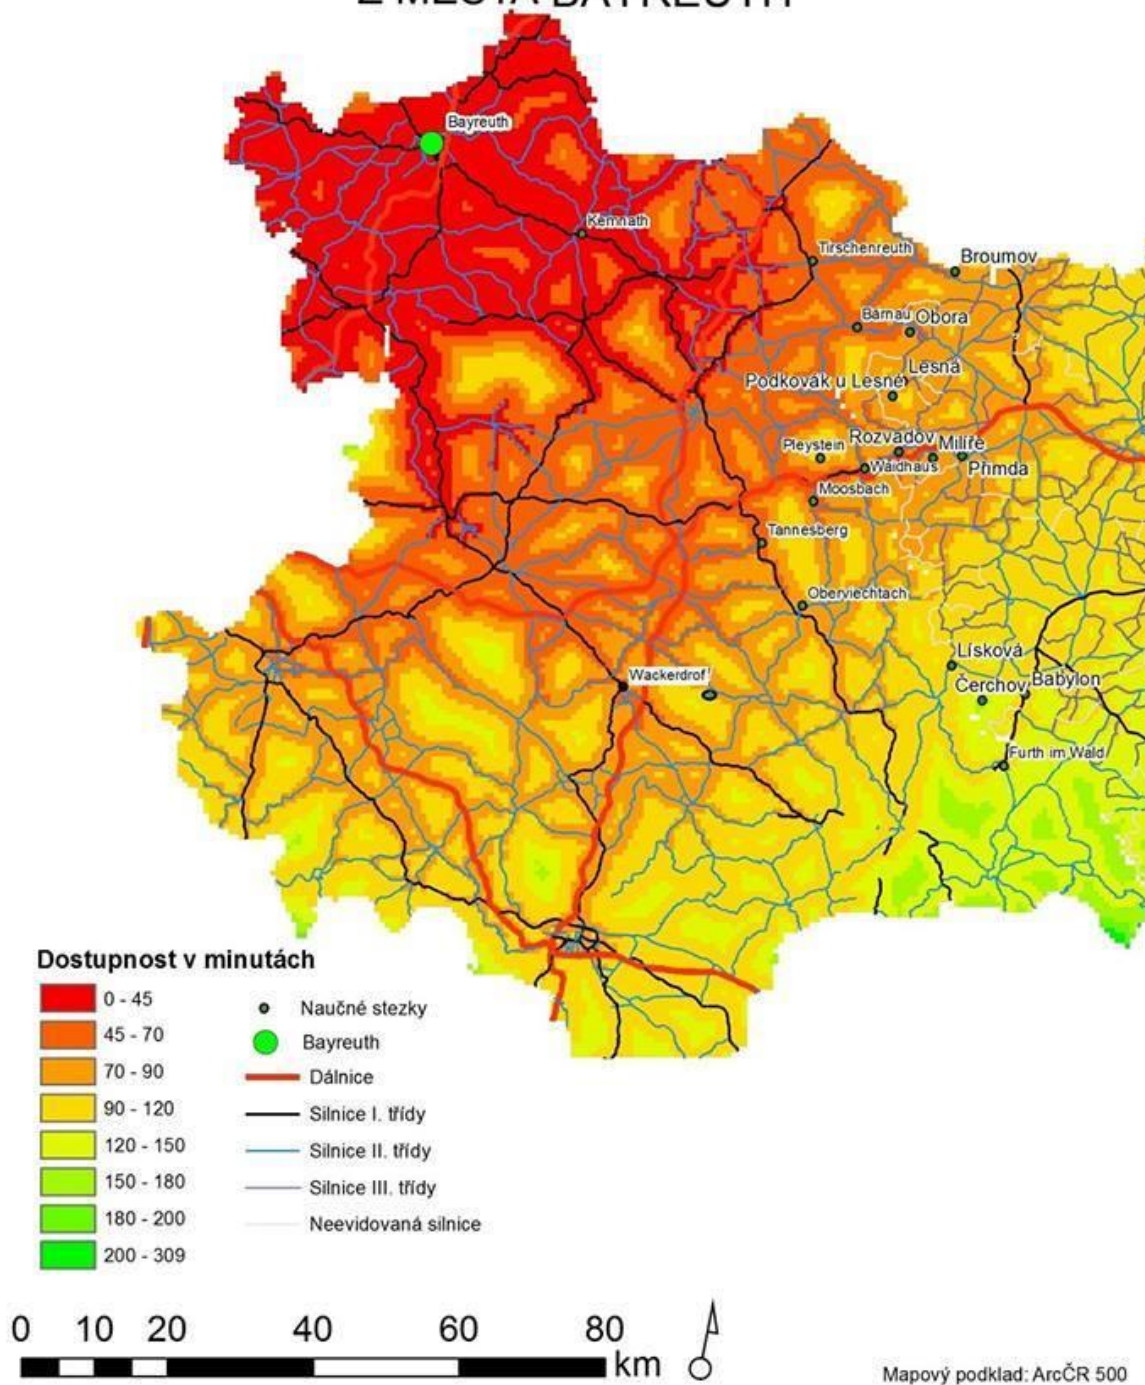 Z MĚSTA BAYREUTH
Bayreuth
Kemnath
Tirschenreuth
Broumov
Bärnau
Obora
Lesná
Podkovák u Lesné
Pleystein
Rozvadov
Milíře
Waidhaus
Přimda
Moosbach
Tannesberg
Oberviechtach
Lísková
Wackerdrof
Čerchov
Babylon
Furth im Wald
Dostupnost v minutách
0 - 45
45 - 70
70 - 90
90 - 120
120 - 150
150 - 180
180 - 200
200 - 309
Naučné stezky
Bayreuth
Dálnice
Silnice I. třídy
Silnice II. třídy
Silnice III. třídy
Neevidovaná silnice
0 10 20 40 60 80
km
Mapový podklad: ArcČR 500